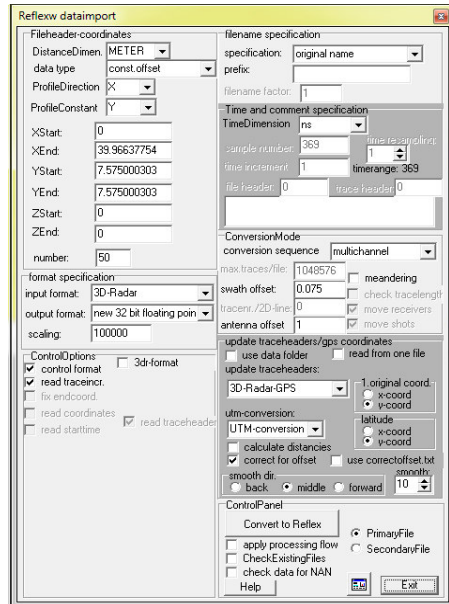 Reflexw dataimport
Fileheader-coordinates
DistanceDimen. METER
data type const.offset
ProfileDirection X
ProfileConstant Y
XStart: 0
XEnd: 39.96637754
YStart: 7.575000303
YEnd: 7.575000303
ZStart: 0
ZEnd: 0
number: 50
format specification
input format: 3D-Radar
output format: new 32 bit floating poin
scaling: 100000
ControlOptions
control format 3dr-format
read traceincr.
fix endcoord.
read coordinates
read starttime read traceheader
filename specification
specification: original name
prefix:
filename factor: 1
Time and comment specification
TimeDimension ns
sample number: 369 time resampling:
1
time increment 1 timerange: 369
file header: 0 trace header: 0
ConversionMode
conversion sequence multichannel
max.traces/file: 1048576 meandering
swath offset: 0.075 check tracelength
tracenr./2D-line: 0 move receivers
antenna offset 1 move shots
update traceheaders/gps coordinates
use data folder read from one file
update traceheaders:
3D-Radar-GPS 1.original coord.
x-coord
y-coord
utm-conversion:
UTM-conversion latitude
x-coord
y-coord
calculate distancies
correct for offset use correctoffset.txt
smooth dir. smooth:
back middle forward 10
ControlPanel
Convert to Reflex PrimaryFile
SecondaryFile
apply processing flow
CheckExistingFiles
check data for NAN
Help Exit